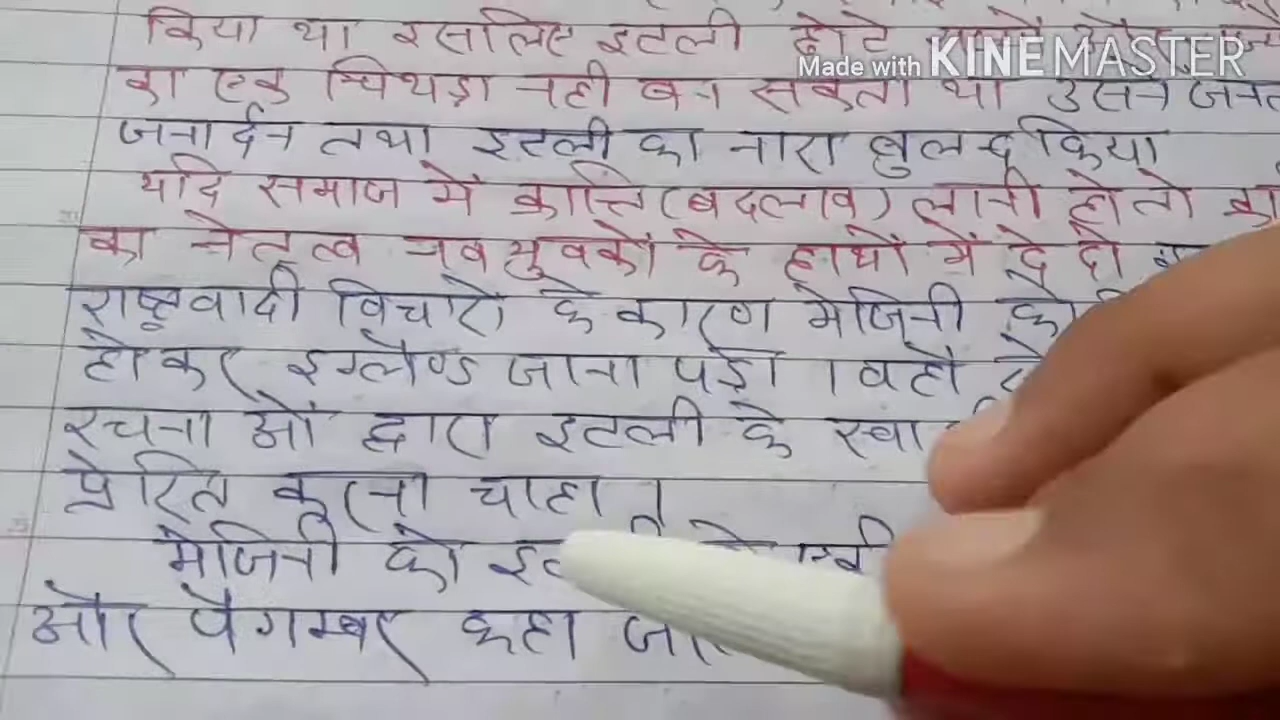 Made with KINEMASTER
किया था इसलिए इटली छोटे
का एक चिथड़ा नही बन सकता था उसने जनत
जनार्दन तथा इटली का नारा बुलन्द किया
यदि समाज में क्रान्ति (बदलाव) लानी हो तो
का नेतृत्व नवयुवकों के हाथों में दे दो
राष्ट्रवादी विचारो के कारण मेजिनी को
होकर इंग्लैण्ड जाना पड़ा । वहाँ
रचनाओं द्वारा इटली के स्वा
प्रेरित करना चाहा ।
मेजिनी को
और पैगम्बर कहा